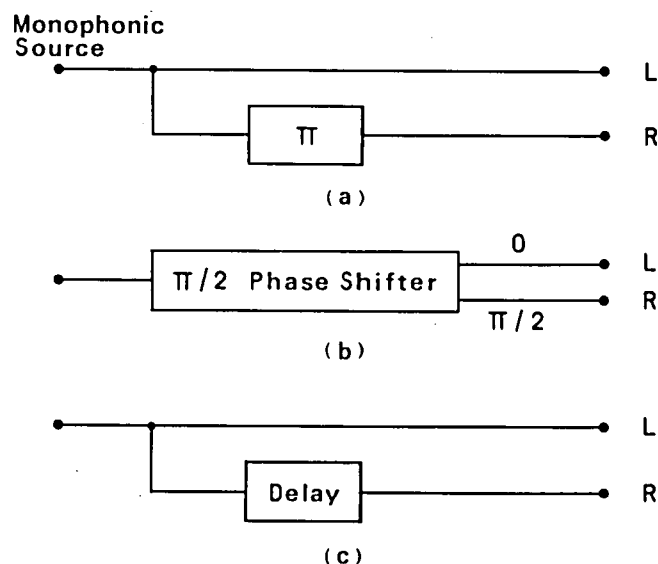 Monophonic
Source
L
π
R
(a)
0
π/2 Phase Shifter
L
R
π/2
(b)
L
Delay
R
(c)